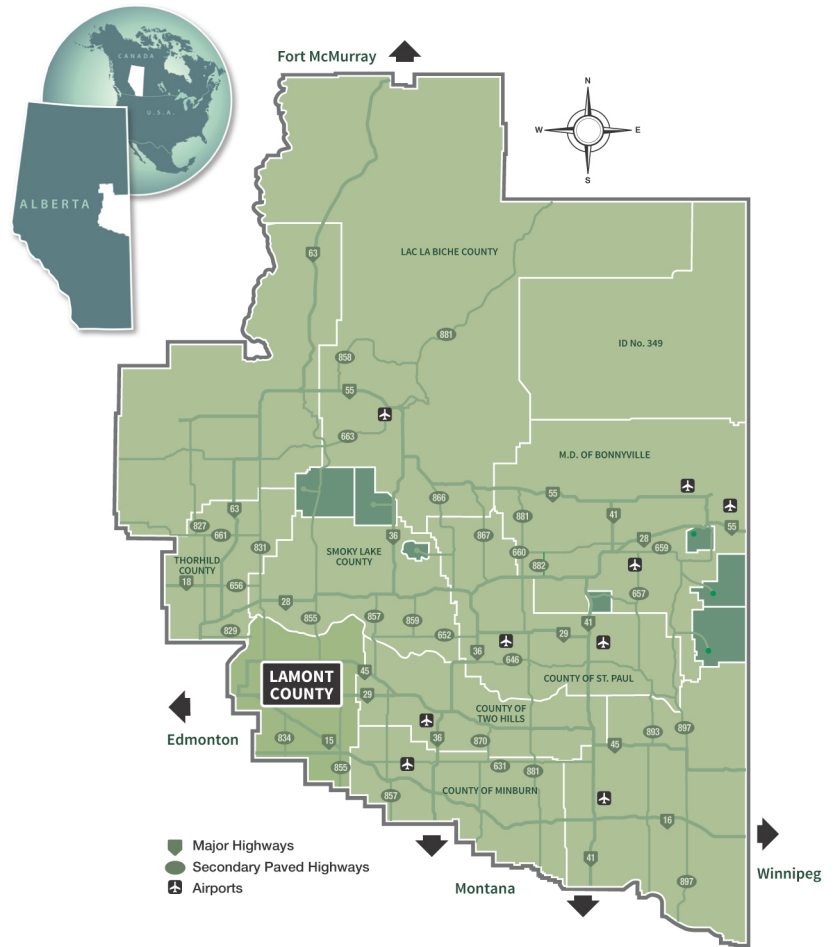 Fort McMurray
CANADA
U.S.A.
ALBERTA
N
W
E
S
63
LAC LA BICHE COUNTY
881
ID No. 349
858
55
663
M.D. OF BONNYVILLE
866
55
63
881
41
827
661
867
55
36
28
831
659
660
SMOKY LAKE
COUNTY
THORHILD
COUNTY
882
18
656
657
28
855
857
859
41
829
652
29
36
646
45
LAMONT
COUNTY
29
COUNTY OF ST. PAUL
COUNTY OF
TWO HILLS
Edmonton
834
15
36
870
45
893
897
855
631
881
857
COUNTY OF MINBURN
16
Major Highways
Secondary Paved Highways
Airports
41
Montana
Winnipeg
897